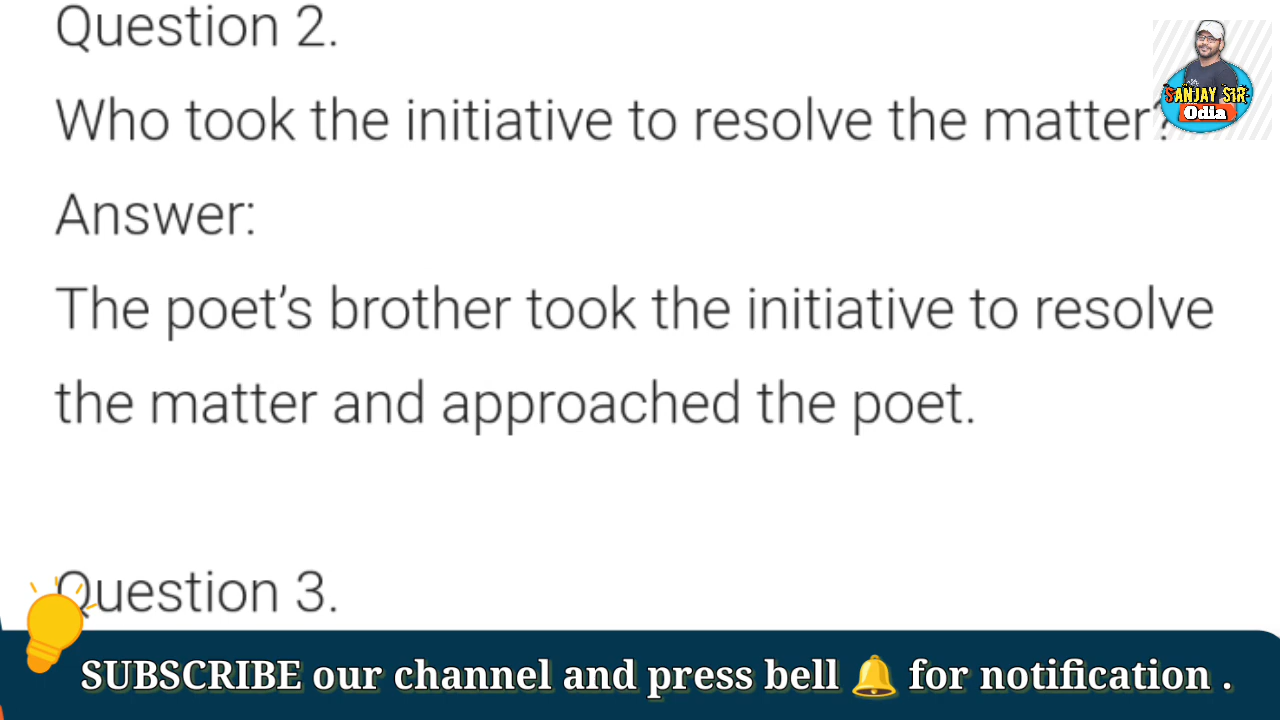 Question 2.
Who took the initiative to resolve the matter?
SANJAY SIR
Odia
Answer:
The poet's brother took the initiative to resolve
the matter and approached the poet.
Question 3.
SUBSCRIBE our channel and press bell 🔔 for notification .